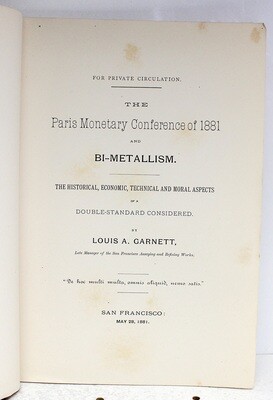 FOR PRIVATE CIRCULATION.
THE
Paris Monetary Conference of 1881
AND
BI-METALLISM.
THE HISTORICAL, ECONOMIC, TECHNICAL AND MORAL ASPECTS
OF A
DOUBLE-STANDARD CONSIDERED.
BY
LOUIS A. GARNETT,
Late Manager of the San Francisco Assaying and Refining Works.
"De hac multi multa, omnis aliquid, nemo satis."
SAN FRANCISCO:
MAY 28, 1881.